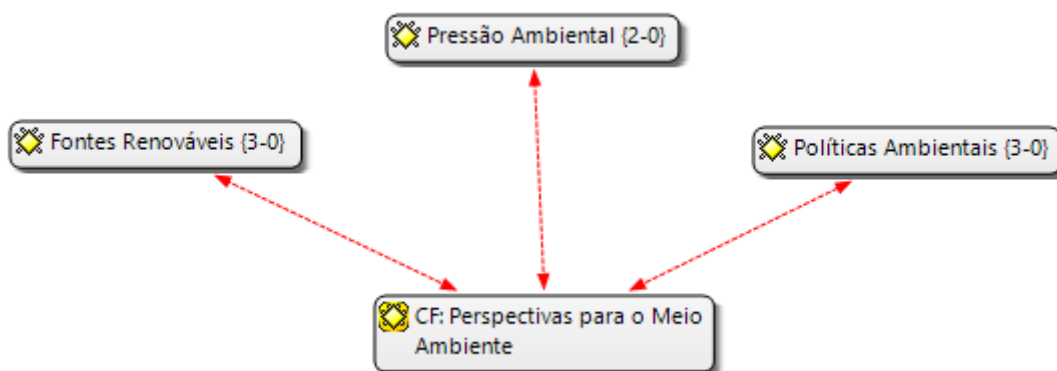 Pressão Ambiental {2-0}
Fontes Renováveis {3-0}
Políticas Ambientais {3-0}
CF: Perspectivas para o Meio
Ambiente